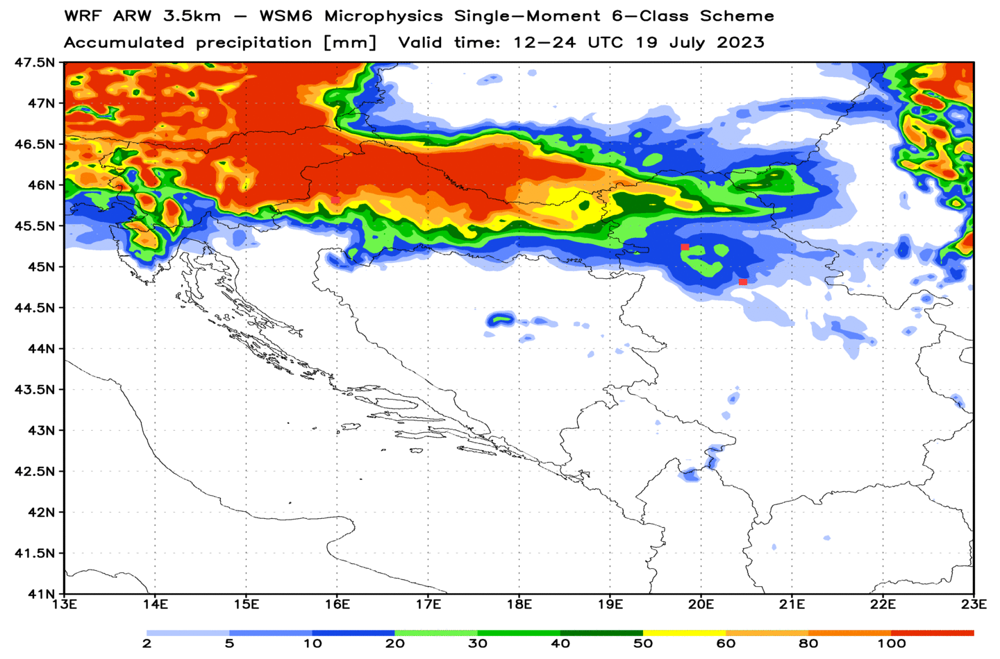 WRF ARW 3.5km − WSM6 Microphysics Single−Moment 6−Class Scheme
Accumulated precipitation [mm] Valid time: 12−24 UTC 19 July 2023
47.5N
47N
46.5N
46N
45.5N
45N
44.5N
44N
43.5N
43N
42.5N
42N
41.5N
41N
13E 14E 15E 16E 17E 18E 19E 20E 21E 22E 23E
2 5 10 20 30 40 50 60 80 100